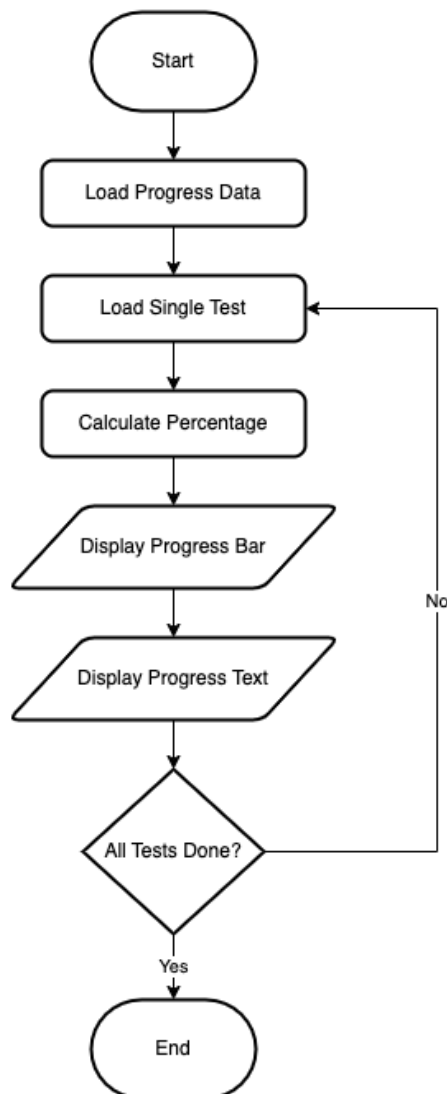 Start
Load Progress Data
Load Single Test
Calculate Percentage
Display Progress Bar
No
Display Progress Text
All Tests Done?
Yes
End